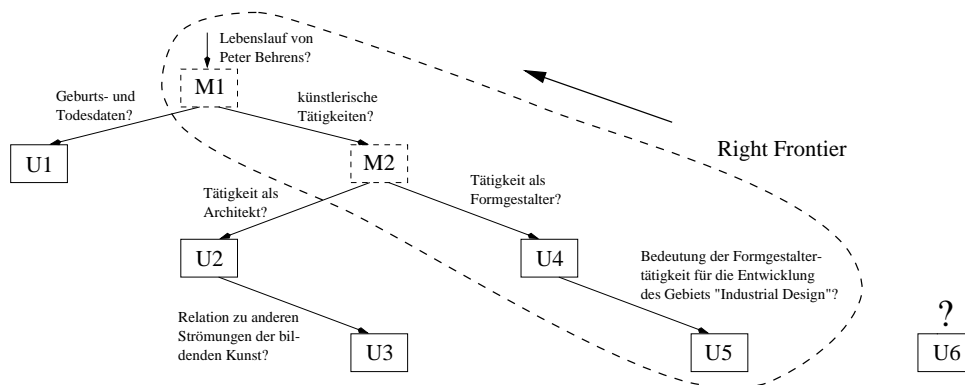 Lebenslauf von
Peter Behrens?
M1
Geburts- und
Todesdaten?
künstlerische
Tätigkeiten?
Right Frontier
U1
M2
Tätigkeit als
Architekt?
Tätigkeit als
Formgestalter?
U2
U4
Bedeutung der Formgestalter-
tätigkeit für die Entwicklung
des Gebiets "Industrial Design"?
Relation zu anderen
Strömungen der bil-
denden Kunst?
U3
U5
?
U6